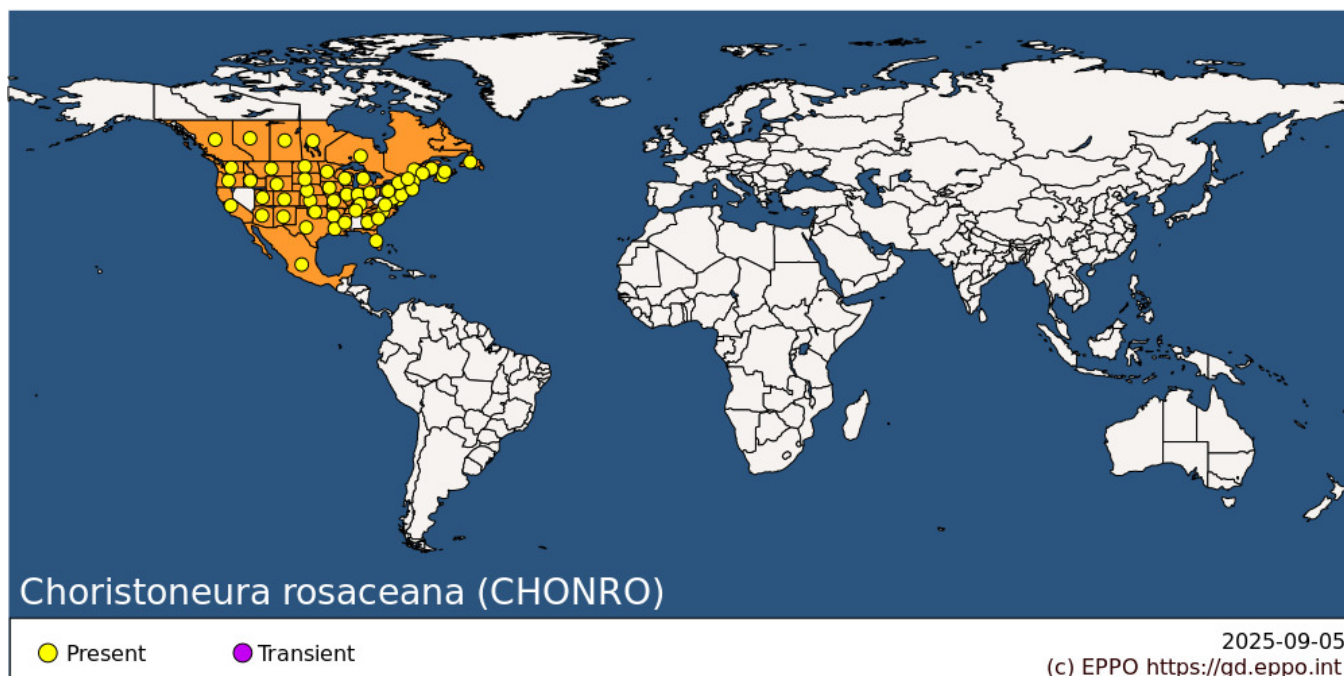 Choristoneura rosaceana (CHONRO)
Present
Transient
2025-09-05
(c) EPPO https://gd.eppo.int